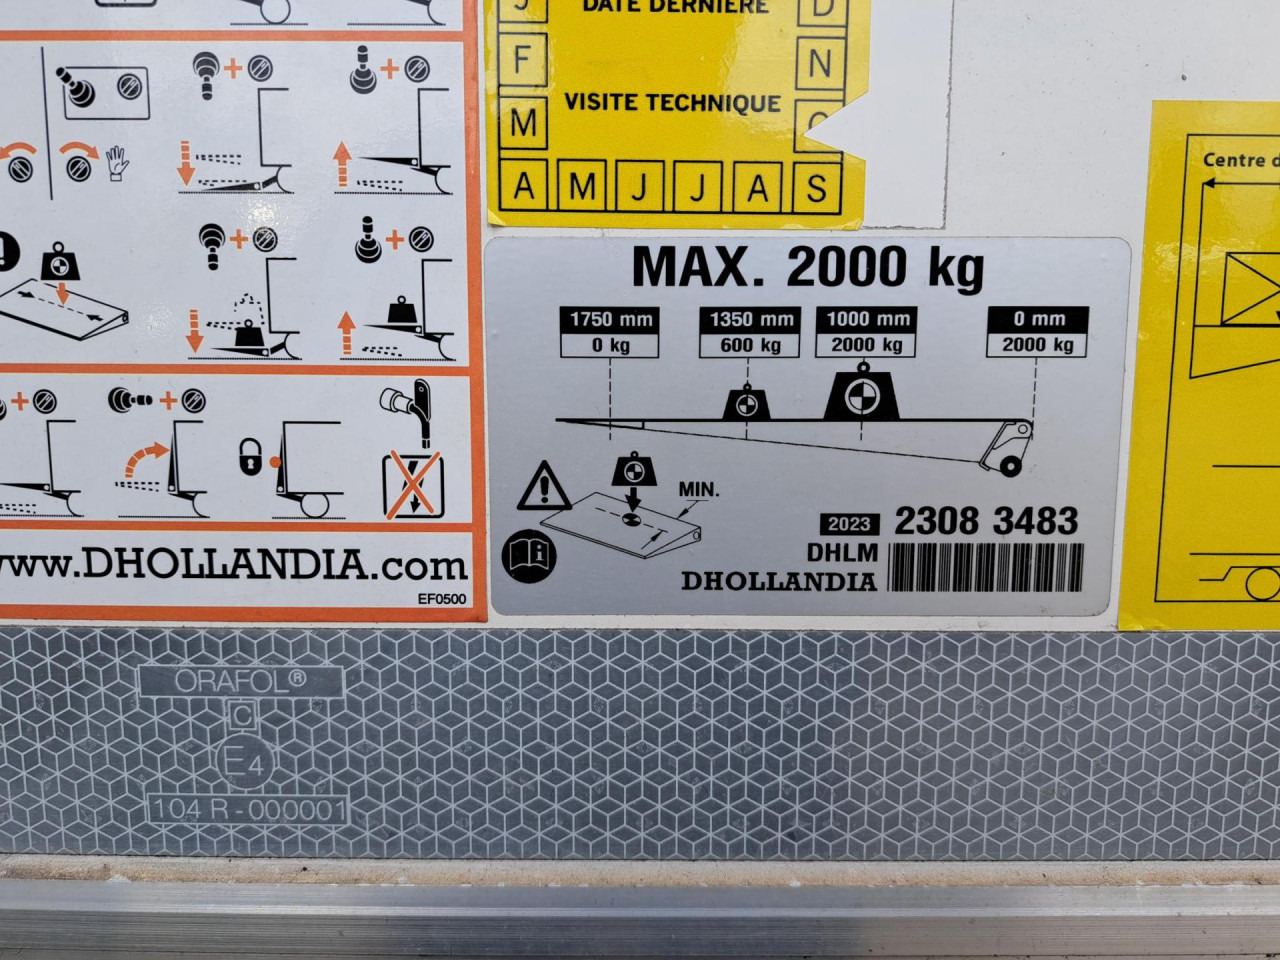 DATE DERNIÈRE
VISITE TECHNIQUE
J
F
M
A M J J A S
D
N
Centre d
MAX. 2000 kg
1750 mm 1350 mm 1000 mm 0 mm
0 kg 600 kg 2000 kg 2000 kg
MIN.
2023 2308 3483
DHLM
DHOLLANDIA
www.DHOLLANDIA.com
EF0500
ORAFOL®
C
E4
104 R - 000001